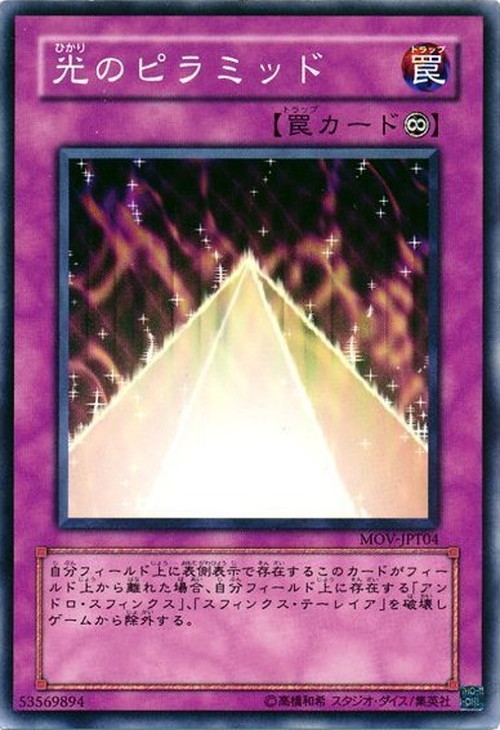 光のピラミッド
ひかり
罠
トラップ
【罠カード】
トラップ
MOV-JPT04
自分フィールド上に表側表示で存在するこのカードがフィー
ルド上から離れた場合、自分フィールド上に存在する「アン
ドロ・スフィンクス」、「スフィンクス・テーレイア」を破壊し
ゲームから除外する。
53569894
©高橋和希 スタジオ・ダイス/集英社